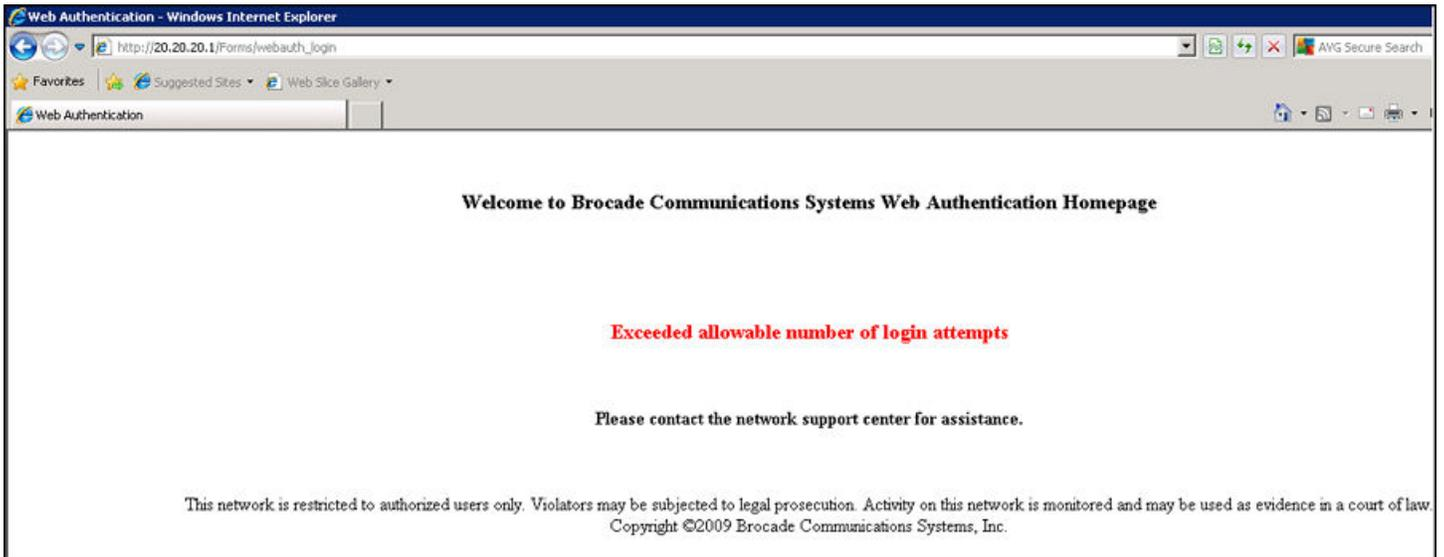 Web Authentication - Windows Internet Explorer
http://20.20.20.1/Forms/webauth_login
AVG Secure Search
Favorites
Suggested Sites
Web Slice Gallery
Web Authentication
Welcome to Brocade Communications Systems Web Authentication Homepage
Exceeded allowable number of login attempts
Please contact the network support center for assistance.
This network is restricted to authorized users only. Violators may be subjected to legal prosecution. Activity on this network is monitored and may be used as evidence in a court of law.
Copyright ©2009 Brocade Communications Systems, Inc.